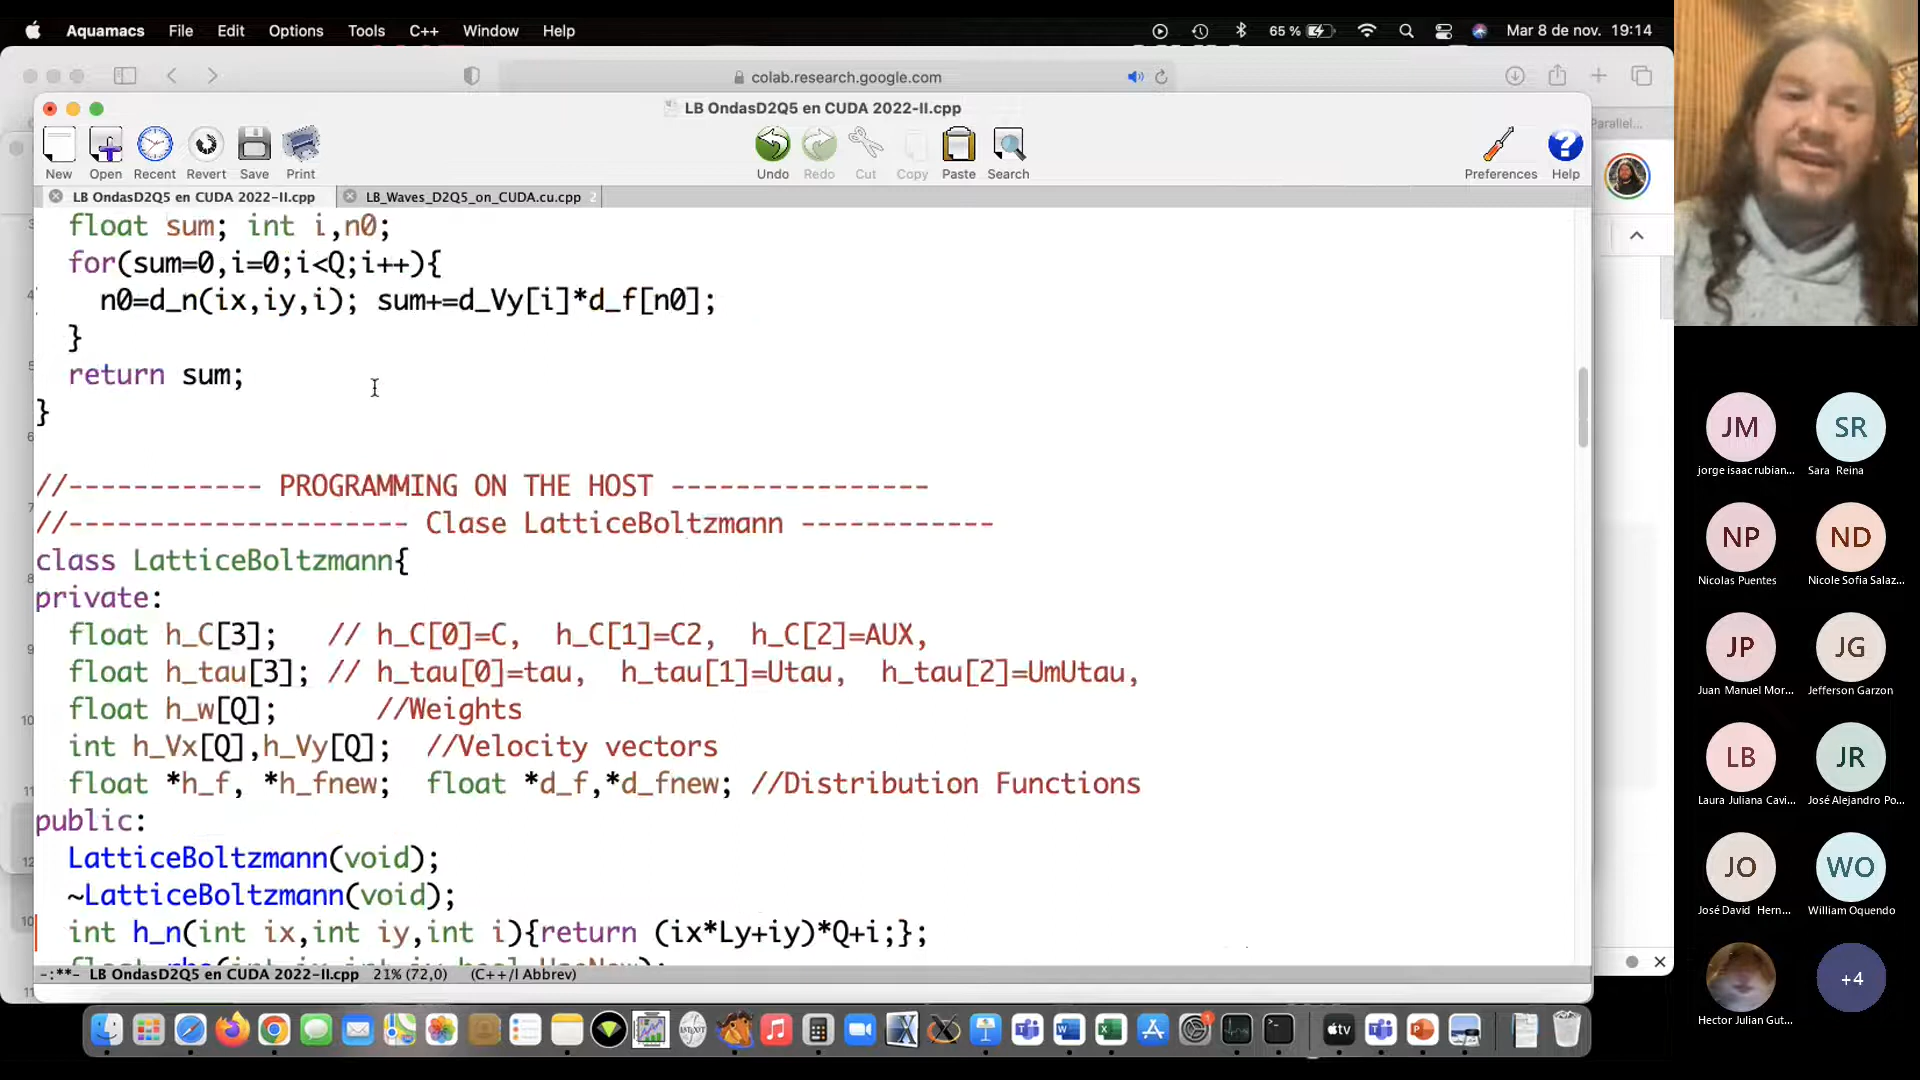 Aquamacs File Edit Options Tools C++ Window Help 65 % Mar 8 de nov. 19:14
colab.research.google.com
LB OndasD2Q5 en CUDA 2022-II.cpp
Parallel...
New Open Recent Revert Save Print Undo Redo Cut Copy Paste Search Preferences Help
LB OndasD2Q5 en CUDA 2022-II.cpp LB_Waves_D2Q5_on_CUDA.cu.cpp 2
float sum; int i,n0;
for(sum=0,i=0;i<Q;i++){
n0=d_n(ix,iy,i); sum+=d_Vy[i]*d_f[n0];
}
return sum;
}
//------------ PROGRAMMING ON THE HOST ----------------
//--------------------- Clase LatticeBoltzmann ------------
class LatticeBoltzmann{
private:
float h_C[3]; // h_C[0]=C, h_C[1]=C2, h_C[2]=AUX,
float h_tau[3]; // h_tau[0]=tau, h_tau[1]=Utau, h_tau[2]=UmUtau,
float h_w[Q]; //Weights
int h_Vx[Q],h_Vy[Q]; //Velocity vectors
float *h_f, *h_fnew; float *d_f,*d_fnew; //Distribution Functions
public:
LatticeBoltzmann(void);
~LatticeBoltzmann(void);
int h_n(int ix,int iy,int i){return (ix*Ly+iy)*Q+i;};
-:**- LB OndasD2Q5 en CUDA 2022-II.cpp 21% (72,0) (C++/l Abbrev)
JM SR
jorge isaac rubian... Sara Reina
NP ND
Nicolas Puentes Nicole Sofia Salaz...
JP JG
Juan Manuel Mor... Jefferson Garzon
LB JR
Laura Juliana Cavi... José Alejandro Po...
JO WO
José David Hern... William Oquendo
+4
Hector Julian Gut...
tv